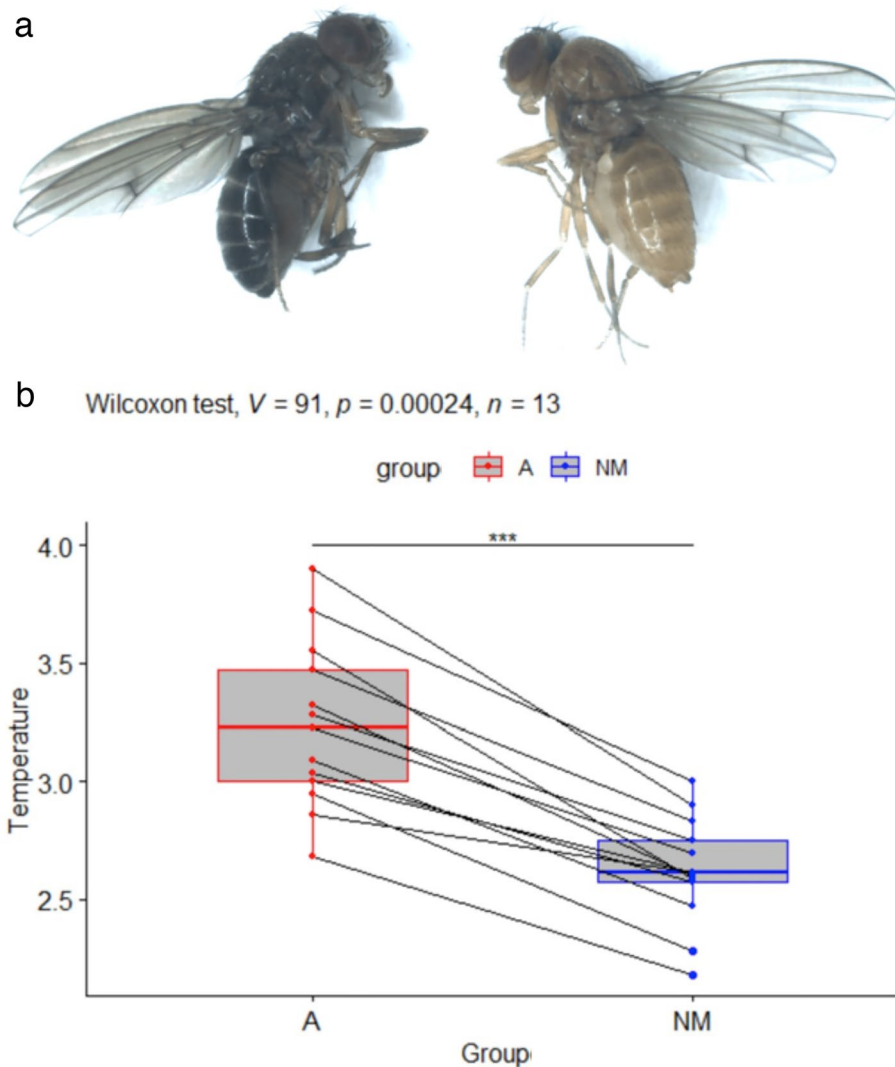 a
b
Wilcoxon test, V = 91, p = 0.00024, n = 13
group A NM
4.0
***
3.5
3.0
2.5
Temperature
A NM
Group